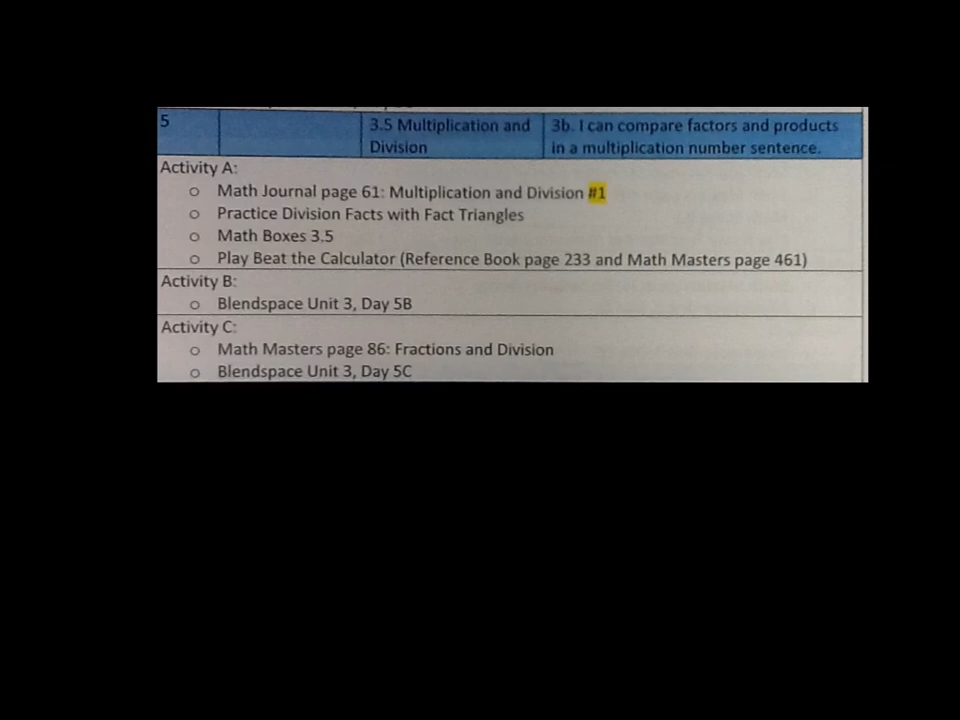 5
3.5 Multiplication and
Division
3b. I can compare factors and products
in a multiplication number sentence.
Activity A:
o Math Journal page 61: Multiplication and Division #1
o Practice Division Facts with Fact Triangles
o Math Boxes 3.5
o Play Beat the Calculator (Reference Book page 233 and Math Masters page 461)
Activity B:
o Blendspace Unit 3, Day 5B
Activity C:
o Math Masters page 86: Fractions and Division
o Blendspace Unit 3, Day 5C